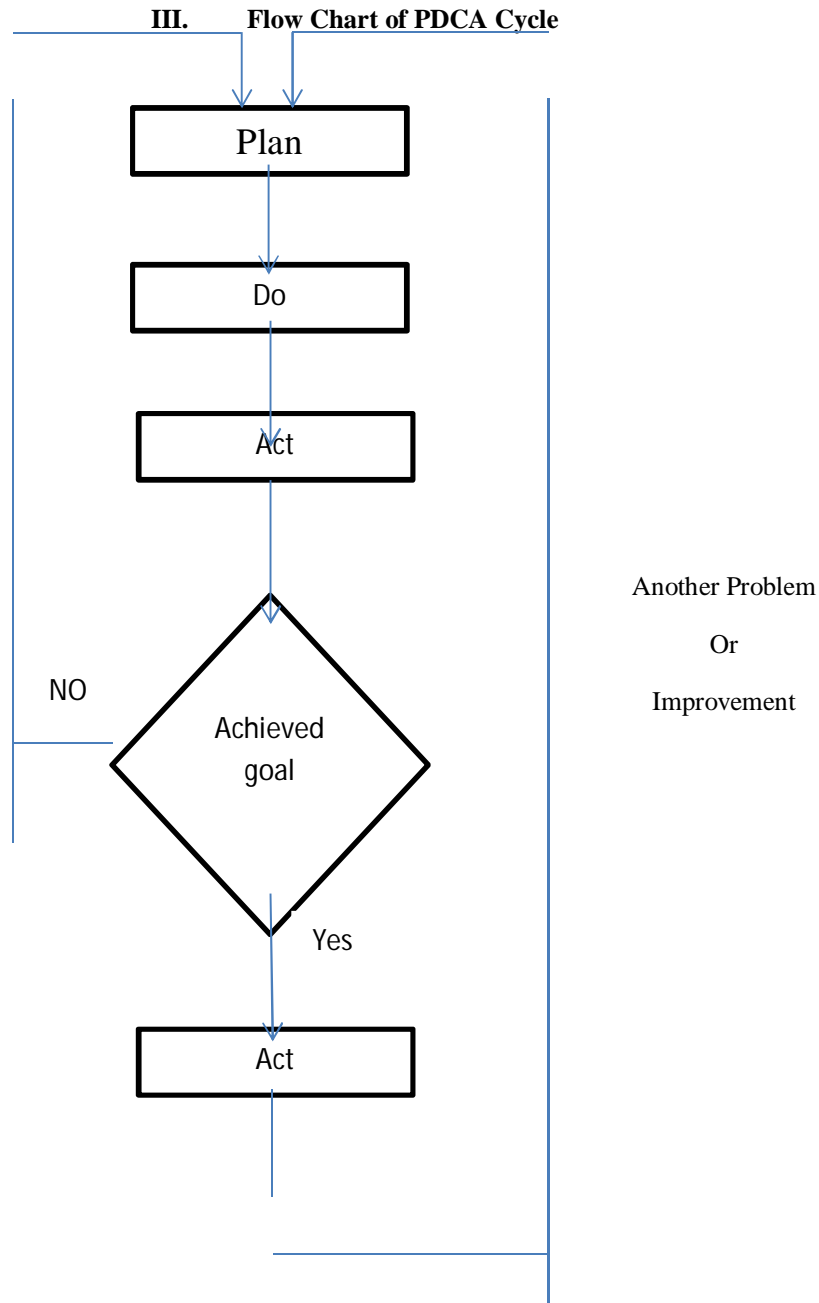 III. Flow Chart of PDCA Cycle
Plan
Do
Act
Another Problem
Or
Improvement
NO
Achieved
goal
Yes
Act